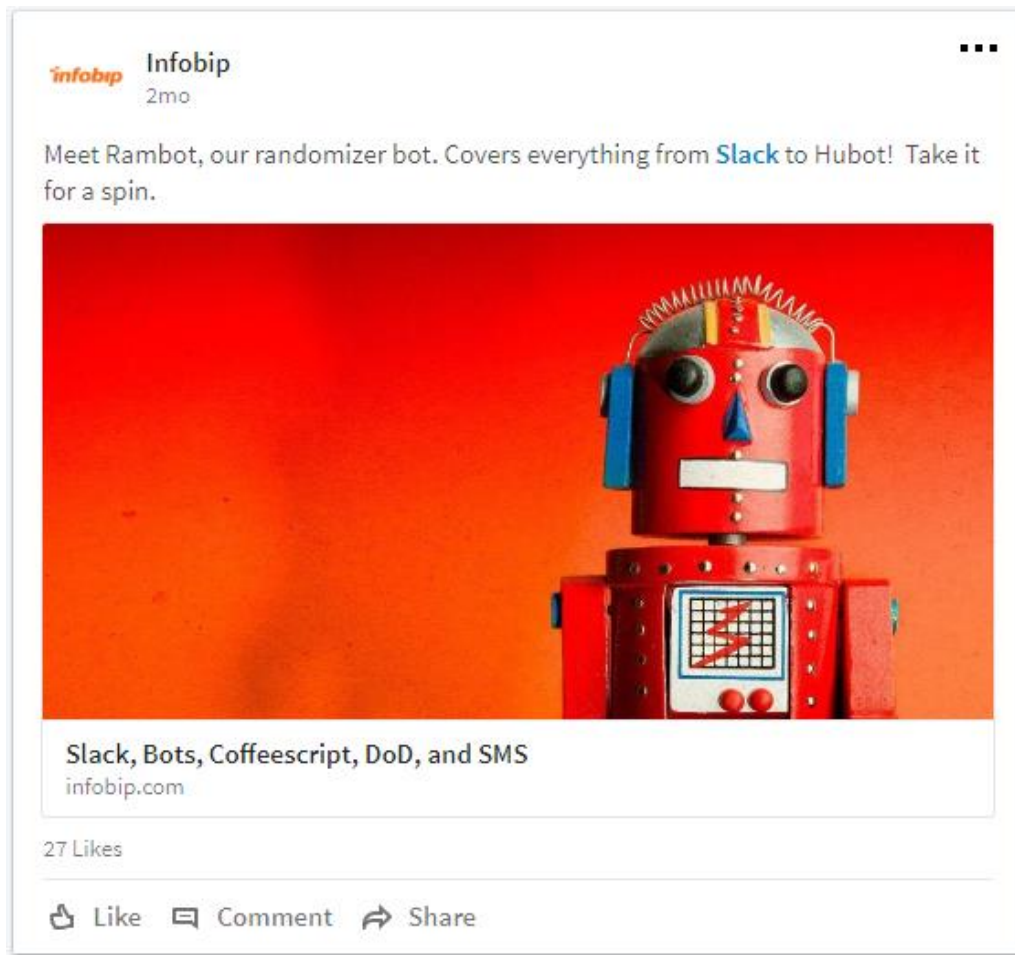 infobip
Infobip
2mo
Meet Rambot, our randomizer bot. Covers everything from Slack to Hubot!  Take it
for a spin.
Slack, Bots, Coffeescript, DoD, and SMS
infobip.com
27 Likes
Like Comment Share